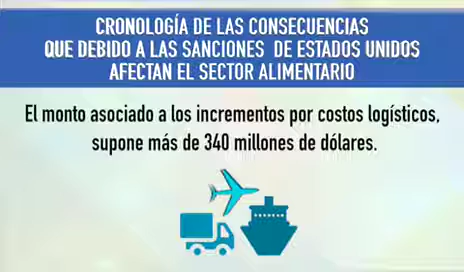 CRONOLOGÍA DE LAS CONSECUENCIAS
QUE DEBIDO A LAS SANCIONES DE ESTADOS UNIDOS
AFECTAN EL SECTOR ALIMENTARIO
El monto asociado a los incrementos por costos logísticos,
supone más de 340 millones de dólares.